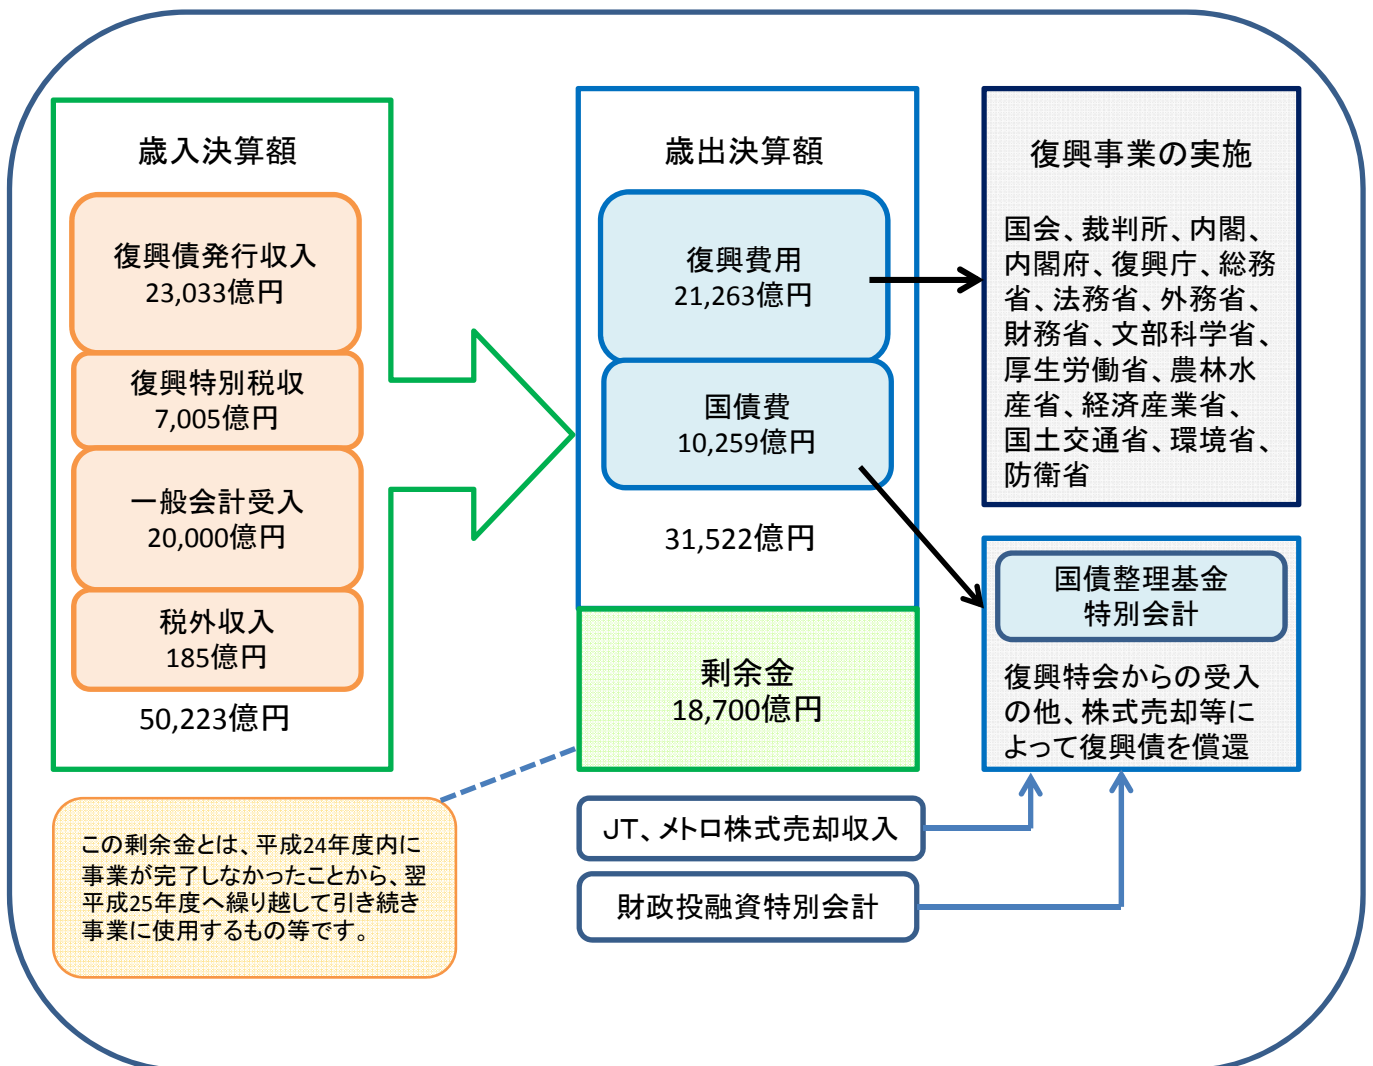 歳入決算額
復興債発行収入
23,033億円
復興特別税収
7,005億円
一般会計受入
20,000億円
税外収入
185億円
50,223億円
歳出決算額
復興費用
21,263億円
国債費
10,259億円
31,522億円
剰余金
18,700億円
復興事業の実施
国会、裁判所、内閣、
内閣府、復興庁、総務
省、法務省、外務省、
財務省、文部科学省、
厚生労働省、農林水
産省、経済産業省、
国土交通省、環境省、
防衛省
国債整理基金
特別会計
復興特会からの受入
の他、株式売却等に
よって復興債を償還
JT、メトロ株式売却収入
財政投融資特別会計
この剰余金とは、平成24年度内に
事業が完了しなかったことから、翌
平成25年度へ繰り越して引き続き
事業に使用するもの等です。